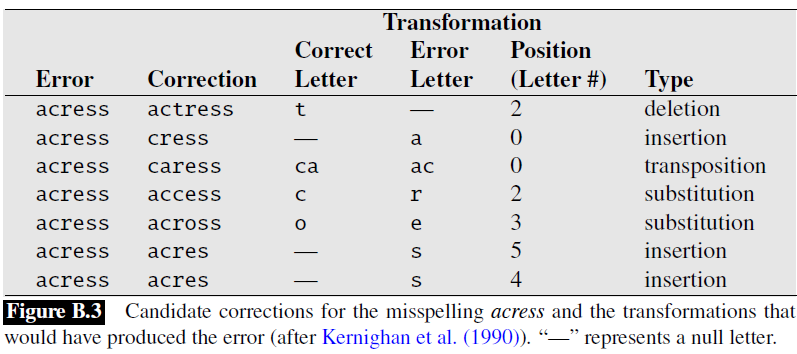 Transformation
Correct Error Position
Error Correction Letter Letter (Letter #) Type
acress actress t — 2 deletion
acress cress — a 0 insertion
acress caress ca ac 0 transposition
acress access c r 2 substitution
acress across o e 3 substitution
acress acres — s 5 insertion
acress acres — s 4 insertion
Figure B.3 Candidate corrections for the misspelling acress and the transformations that
would have produced the error (after Kernighan et al. (1990)). “—” represents a null letter.